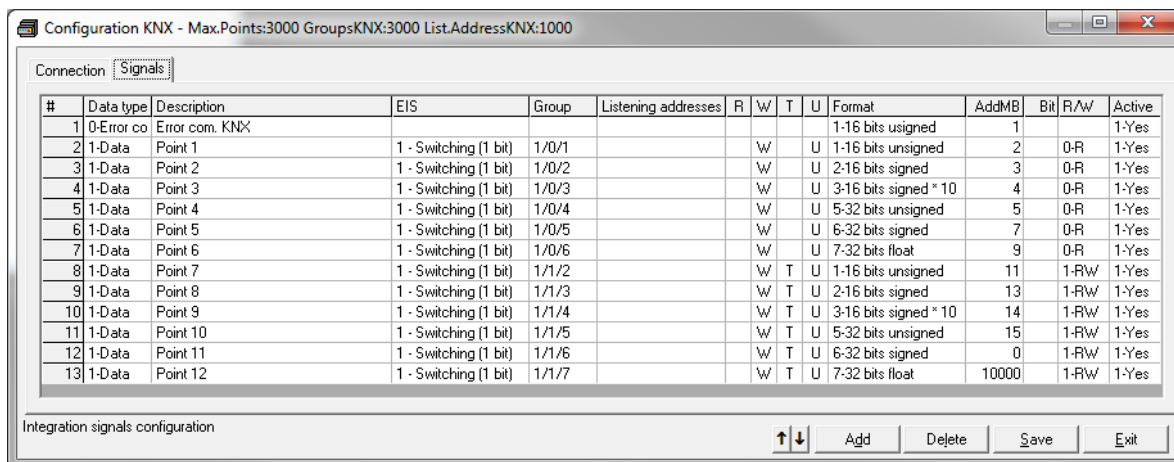 Configuration KNX - Max.Points:3000 GroupsKNX:3000 List.AddressKNX:1000
Connection Signals
# Data type Description EIS Group Listening addresses R W T U Format AddMB Bit R/W Active
1 0-Error co Error com. KNX 1-16 bits usigned 1 1-Yes
2 1-Data Point 1 1 - Switching (1 bit) 1/0/1 W U 1-16 bits unsigned 2 0-R 1-Yes
3 1-Data Point 2 1 - Switching (1 bit) 1/0/2 W U 2-16 bits signed 3 0-R 1-Yes
4 1-Data Point 3 1 - Switching (1 bit) 1/0/3 W U 3-16 bits signed * 10 4 0-R 1-Yes
5 1-Data Point 4 1 - Switching (1 bit) 1/0/4 W U 5-32 bits unsigned 5 0-R 1-Yes
6 1-Data Point 5 1 - Switching (1 bit) 1/0/5 W U 6-32 bits signed 7 0-R 1-Yes
7 1-Data Point 6 1 - Switching (1 bit) 1/0/6 W U 7-32 bits float 9 0-R 1-Yes
8 1-Data Point 7 1 - Switching (1 bit) 1/1/2 W T U 1-16 bits unsigned 11 1-RW 1-Yes
9 1-Data Point 8 1 - Switching (1 bit) 1/1/3 W T U 2-16 bits signed 13 1-RW 1-Yes
10 1-Data Point 9 1 - Switching (1 bit) 1/1/4 W T U 3-16 bits signed * 10 14 1-RW 1-Yes
11 1-Data Point 10 1 - Switching (1 bit) 1/1/5 W T U 5-32 bits unsigned 15 1-RW 1-Yes
12 1-Data Point 11 1 - Switching (1 bit) 1/1/6 W T U 6-32 bits signed 0 1-RW 1-Yes
13 1-Data Point 12 1 - Switching (1 bit) 1/1/7 W T U 7-32 bits float 10000 1-RW 1-Yes
Integration signals configuration
Add Delete Save Exit